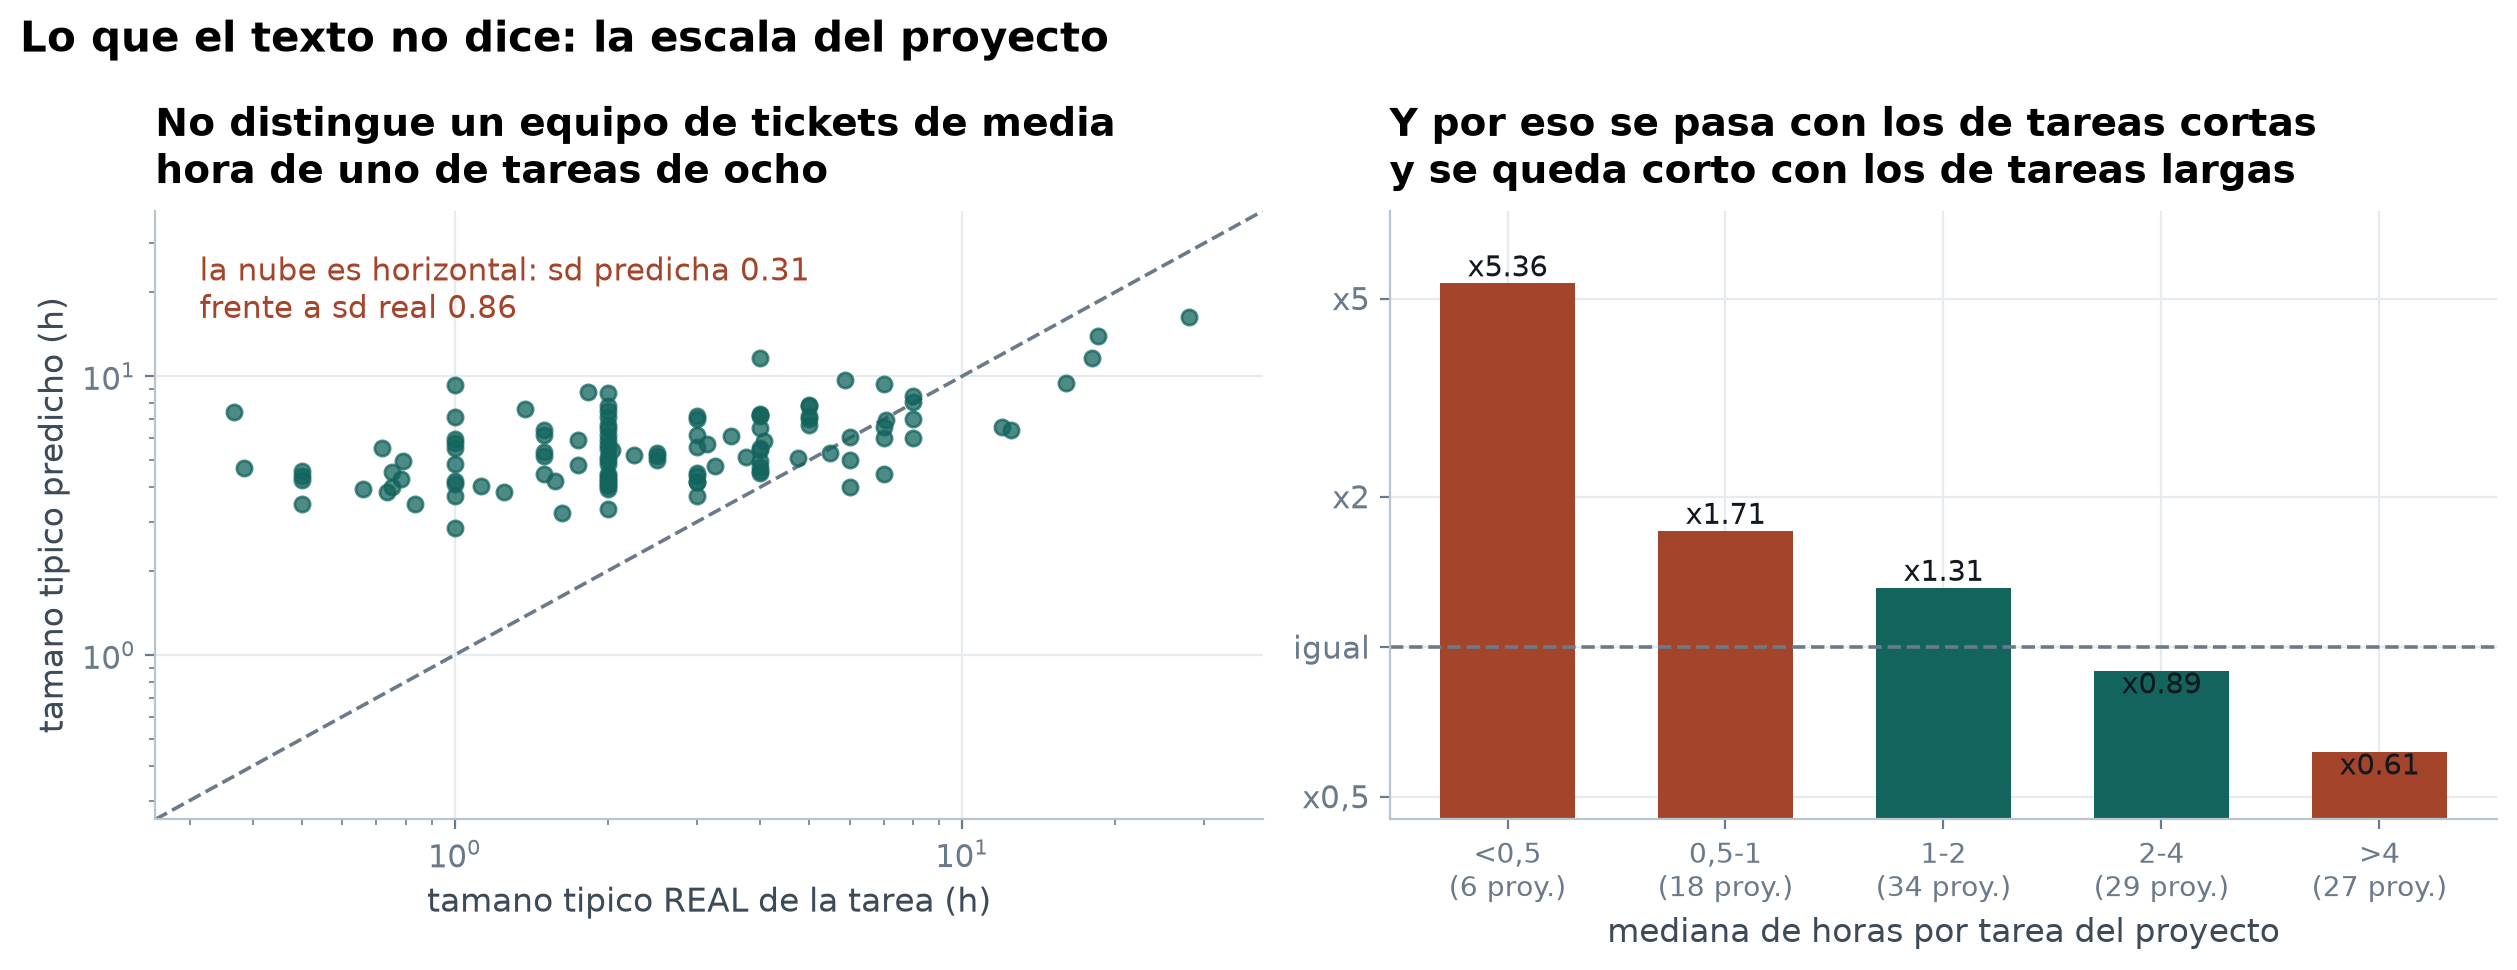 Lo que el texto no dice: la escala del proyecto
No distingue un equipo de tickets de media
hora de uno de tareas de ocho
la nube es horizontal: sd predicha 0.31
frente a sd real 0.86
tamano tipico predicho (h)
10¹
10⁰
10⁰
10¹
tamano tipico REAL de la tarea (h)
Y por eso se pasa con los de tareas cortas
y se queda corto con los de tareas largas
x5
x2
igual
x0,5
x5.36
x1.71
x1.31
x0.89
x0.61
<0,5
(6 proy.)
0,5-1
(18 proy.)
1-2
(34 proy.)
2-4
(29 proy.)
>4
(27 proy.)
mediana de horas por tarea del proyecto